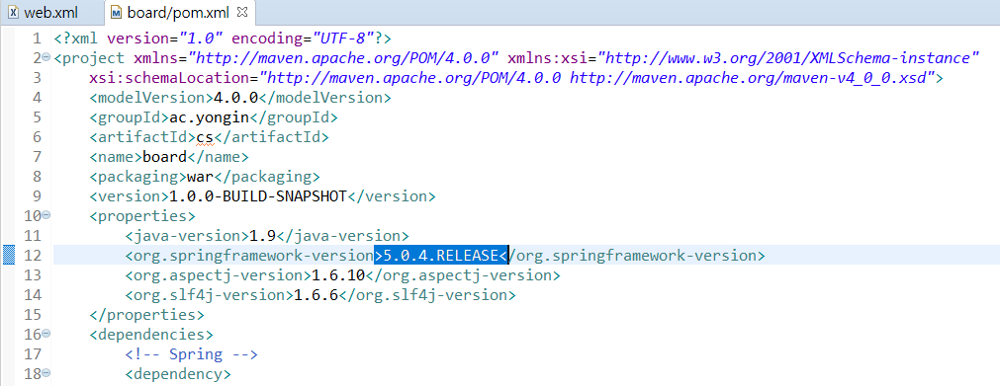 web.xml board/pom.xml
1 <?xml version="1.0" encoding="UTF-8"?>
2 <project xmlns="http://maven.apache.org/POM/4.0.0" xmlns:xsi="http://www.w3.org/2001/XMLSchema-instance"
3 xsi:schemaLocation="http://maven.apache.org/POM/4.0.0 http://maven.apache.org/maven-v4_0_0.xsd">
4 <modelVersion>4.0.0</modelVersion>
5 <groupId>ac.yongin</groupId>
6 <artifactId>cs</artifactId>
7 <name>board</name>
8 <packaging>war</packaging>
9 <version>1.0.0-BUILD-SNAPSHOT</version>
10 <properties>
11 <java-version>1.9</java-version>
12 <org.springframework-version>5.0.4.RELEASE</org.springframework-version>
13 <org.aspectj-version>1.6.10</org.aspectj-version>
14 <org.slf4j-version>1.6.6</org.slf4j-version>
15 </properties>
16 <dependencies>
17 <!-- Spring -->
18 <dependency>